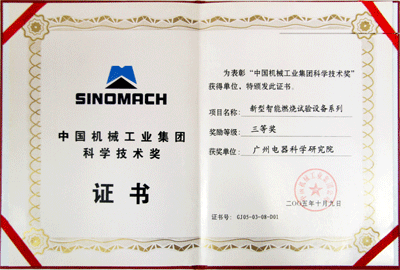 SINOMACH
中国机械工业集团
科学技术奖
证书
为表彰“中国机械工业集团科学技术奖”
获得单位，特颁发此证书。
项目名称：新型智能燃烧试验设备系列
奖励等级：三等奖
获奖单位：广州电器科学研究院
二〇〇五年十月九日
证书号：GJ05-03-08-D01